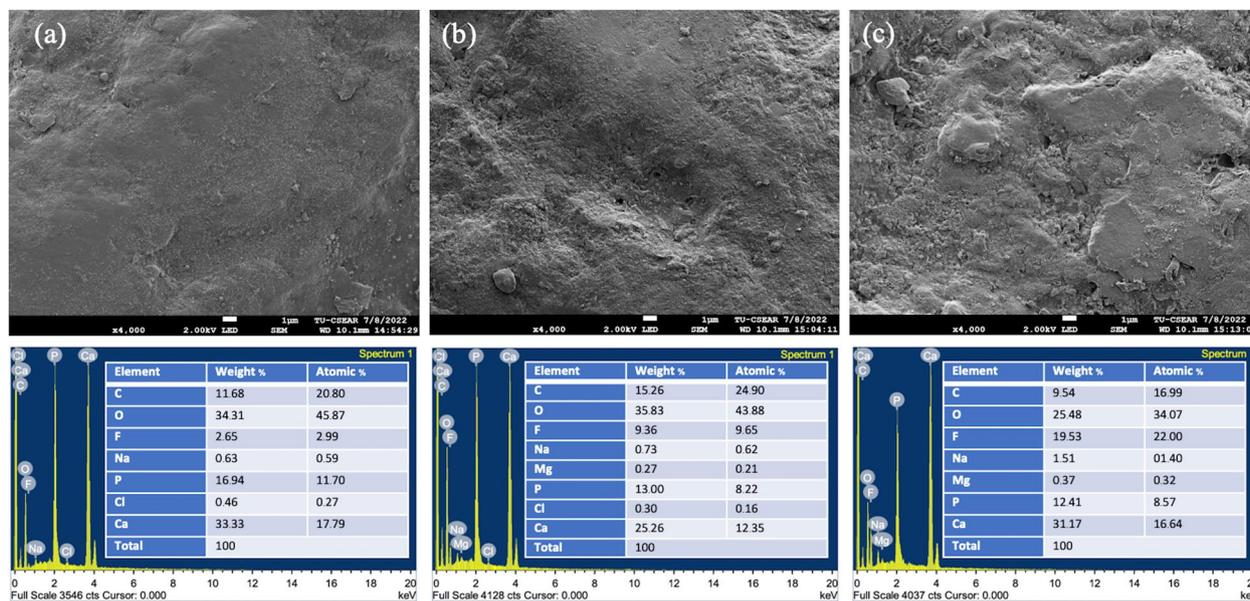 (a)
(b)
(c)
1μm TU-CSEAR 7/8/2022
x4,000 2.00kV LED SEM WD 10.1mm 14:54:29
1μm TU-CSEAR 7/8/2022
x4,000 2.00kV LED SEM WD 10.1mm 15:04:11
1μm TU-CSEAR 7/8/2022
x4,000 2.00kV LED SEM WD 10.1mm 15:13:0
Spectrum 1
Cl P Ca
Ca
C
O
F
Na Cl
Element Weight % Atomic %
C 11.68 20.80
O 34.31 45.87
F 2.65 2.99
Na 0.63 0.59
P 16.94 11.70
Cl 0.46 0.27
Ca 33.33 17.79
Total 100
0 2 4 6 8 10 12 14 16 18 20
Full Scale 3546 cts Cursor: 0.000 keV
Spectrum 1
Cl P Ca
Ca
C
O
F
Na
Mg Cl
Element Weight % Atomic %
C 15.26 24.90
O 35.83 43.88
F 9.36 9.65
Na 0.73 0.62
Mg 0.27 0.21
P 13.00 8.22
Cl 0.30 0.16
Ca 25.26 12.35
Total 100
0 2 4 6 8 10 12 14 16 18 20
Full Scale 4128 cts Cursor: 0.000 keV
Spectrum
Ca Ca
C
P
O
F
Na
Mg
Element Weight % Atomic %
C 9.54 16.99
O 25.48 34.07
F 19.53 22.00
Na 1.51 01.40
Mg 0.37 0.32
P 12.41 8.57
Ca 31.17 16.64
Total 100
0 2 4 6 8 10 12 14 16 18 2
Full Scale 4037 cts Cursor: 0.000 keV